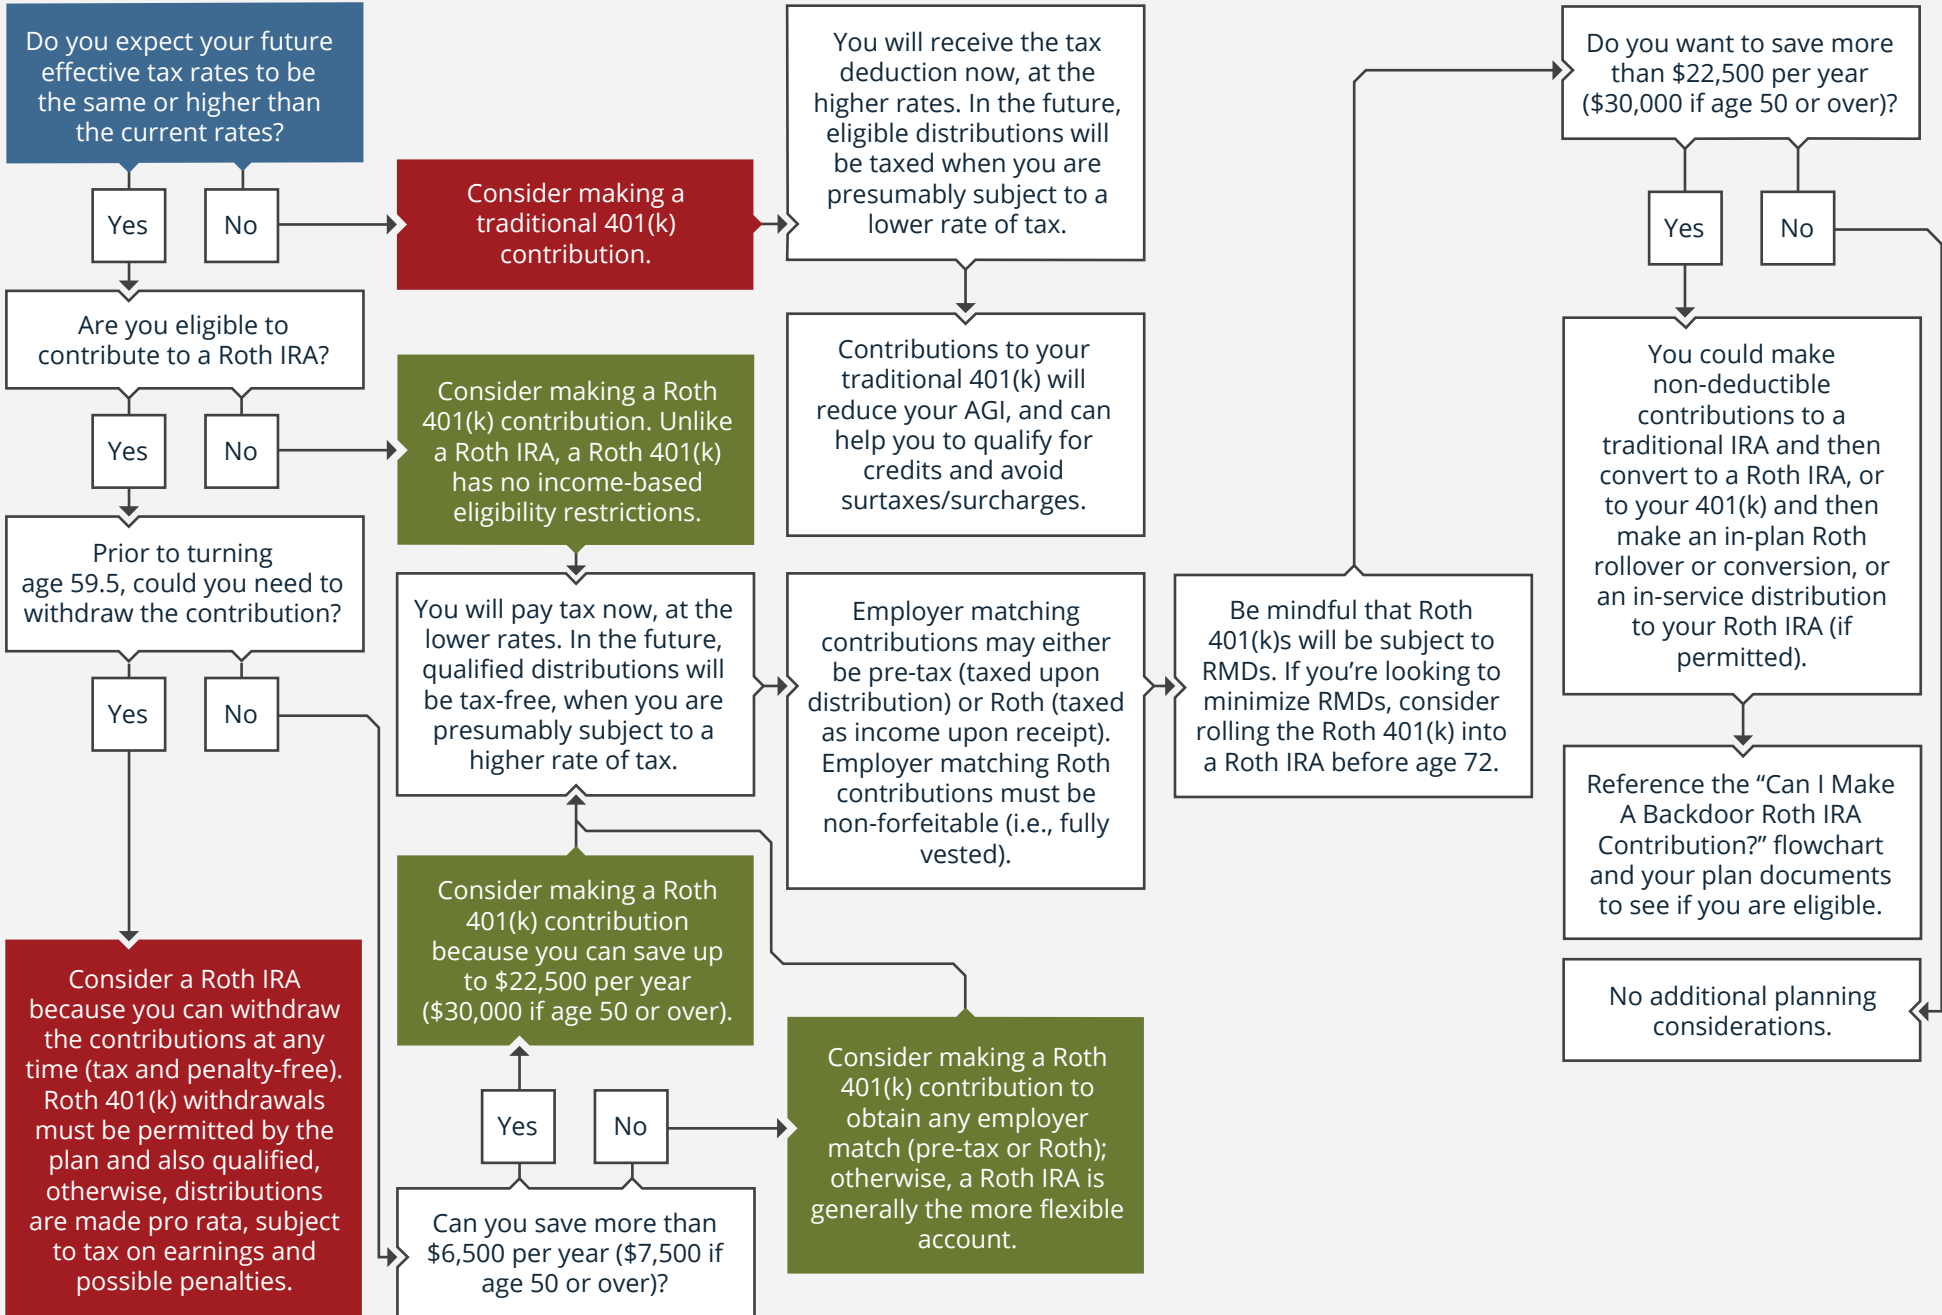 Do you expect your future
effective tax rates to be
the same or higher than
the current rates?
Yes
No
Consider making a
traditional 401(k)
contribution.
You will receive the tax
deduction now, at the
higher rates. In the future,
eligible distributions will
be taxed when you are
presumably subject to a
lower rate of tax.
Contributions to your
traditional 401(k) will
reduce your AGI, and can
help you to qualify for
credits and avoid
surtaxes/surcharges.
Are you eligible to
contribute to a Roth IRA?
Yes
No
Consider making a Roth
401(k) contribution. Unlike
a Roth IRA, a Roth 401(k)
has no income-based
eligibility restrictions.
Prior to turning
age 59.5, could you need to
withdraw the contribution?
Yes
No
Consider a Roth IRA
because you can withdraw
the contributions at any
time (tax and penalty-free).
Roth 401(k) withdrawals
must be permitted by the
plan and also qualified,
otherwise, distributions
are made pro rata, subject
to tax on earnings and
possible penalties.
Can you save more than
$6,500 per year ($7,500 if
age 50 or over)?
Yes
No
Consider making a Roth
401(k) contribution
because you can save up
to $22,500 per year
($30,000 if age 50 or over).
Consider making a Roth
401(k) contribution to
obtain any employer
match (pre-tax or Roth);
otherwise, a Roth IRA is
generally the more flexible
account.
You will pay tax now, at the
lower rates. In the future,
qualified distributions will
be tax-free, when you are
presumably subject to a
higher rate of tax.
Employer matching
contributions may either
be pre-tax (taxed upon
distribution) or Roth (taxed
as income upon receipt).
Employer matching Roth
contributions must be
non-forfeitable (i.e., fully
vested).
Be mindful that Roth
401(k)s will be subject to
RMDs. If you’re looking to
minimize RMDs, consider
rolling the Roth 401(k) into
a Roth IRA before age 72.
Do you want to save more
than $22,500 per year
($30,000 if age 50 or over)?
Yes
No
You could make
non-deductible
contributions to a
traditional IRA and then
convert to a Roth IRA, or
to your 401(k) and then
make an in-plan Roth
rollover or conversion, or
an in-service distribution
to your Roth IRA (if
permitted).
Reference the “Can I Make
A Backdoor Roth IRA
Contribution?” flowchart
and your plan documents
to see if you are eligible.
No additional planning
considerations.